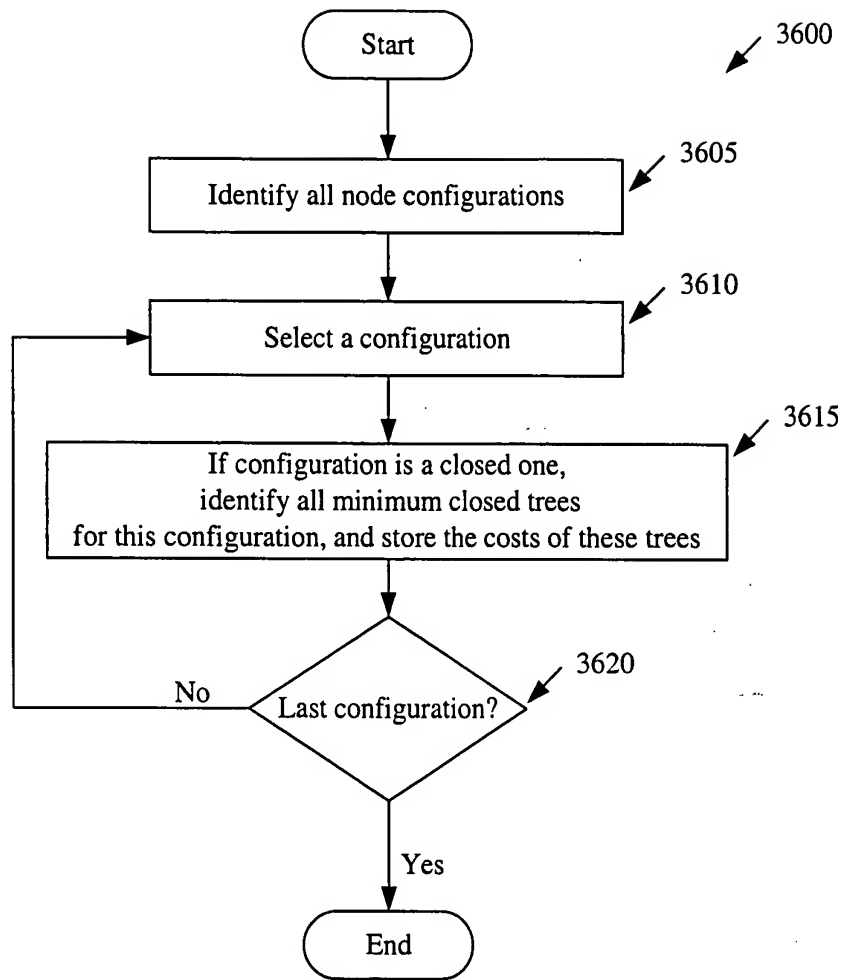 Start
3600
3605
Identify all node configurations
3610
Select a configuration
3615
If configuration is a closed one,
identify all minimum closed trees
for this configuration, and store the costs of these trees
3620
No
Last configuration?
Yes
End